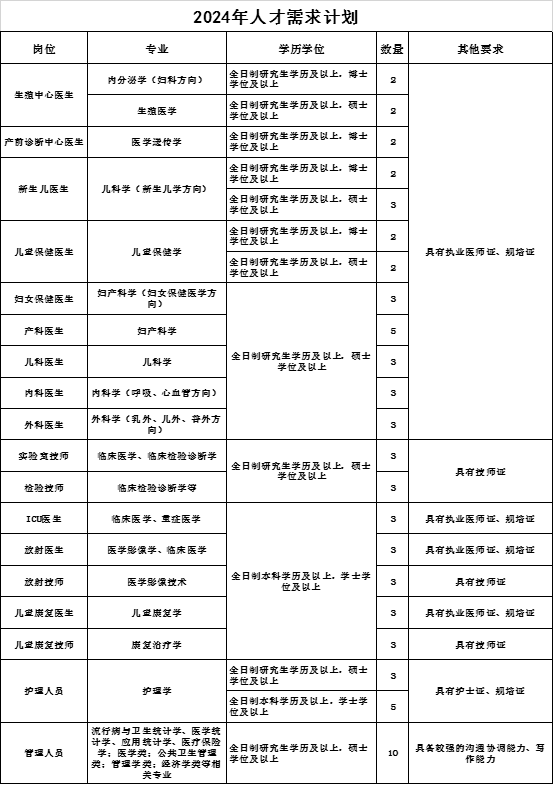 2024年人才需求计划
岗位 专业 学历学位 数量 其他要求
生殖中心医生
内分泌学（妇科方向）
全日制研究生学历及以上，博士
学位及以上
2
生殖医学
全日制研究生学历及以上，硕士
学位及以上
2
具有执业医师证、规培证
产前诊断中心医生
医学遗传学
全日制研究生学历及以上，博士
学位及以上
2
新生儿医生
儿科学（新生儿学方向）
全日制研究生学历及以上，博士
学位及以上
2
全日制研究生学历及以上，硕士
学位及以上
3
儿童保健医生
儿童保健学
全日制研究生学历及以上，博士
学位及以上
2
全日制研究生学历及以上，硕士
学位及以上
2
妇女保健医生
妇产科学（妇女保健医学方
向）
全日制研究生学历及以上，硕士
学位及以上
3
产科医生
妇产科学
5
儿科医生
儿科学
3
内科医生
内科学（呼吸、心血管方向）
3
外科医生
外科学（乳外、儿外、普外方
向）
3
实验室技师
临床医学、临床检验诊断学
全日制研究生学历及以上，硕士
学位及以上
3
具有技师证
检验技师
临床检验诊断学等
3
ICU医生
临床医学、重症医学
全日制本科学历及以上，学士学
位及以上
3
具有执业医师证、规培证
放射医生
医学影像学、临床医学
3
具有执业医师证、规培证
放射技师
医学影像技术
3
具有技师证
儿童康复医生
儿童康复学
3
具有执业医师证、规培证
儿童康复技师
康复治疗学
3
具有技师证
护理人员
护理学
全日制研究生学历及以上，硕士
学位及以上
3
全日制本科学历及以上，学士学
位及以上
5
具有护士证、规培证
管理人员
流行病与卫生统计学、医学统
计学、应用统计学、医疗保险
学；医学类；公共卫生管理
类；管理学类；经济学类等相
关专业
全日制研究生学历及以上，硕士
学位及以上
10
具备较强的沟通协调能力、写
作能力